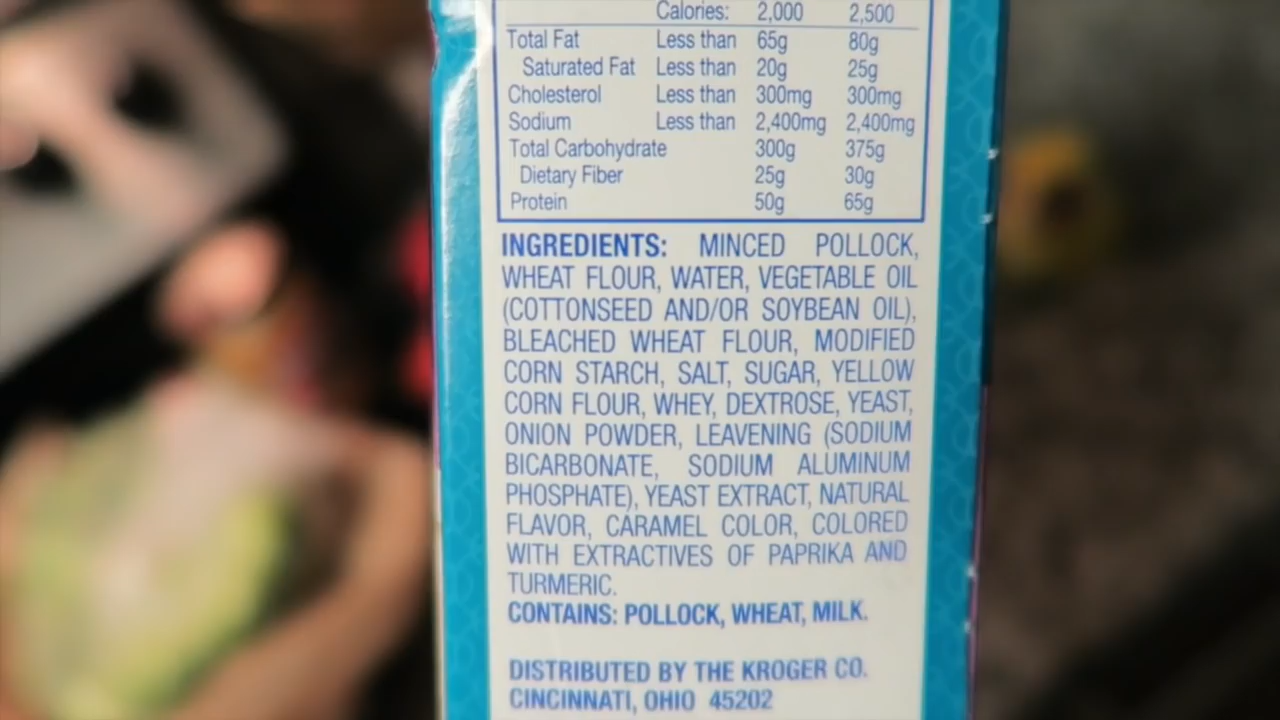 Calories: 2,000 2,500
Total Fat Less than 65g 80g
Saturated Fat Less than 20g 25g
Cholesterol Less than 300mg 300mg
Sodium Less than 2,400mg 2,400mg
Total Carbohydrate 300g 375g
Dietary Fiber 25g 30g
Protein 50g 65g
INGREDIENTS: MINCED POLLOCK,
WHEAT FLOUR, WATER, VEGETABLE OIL
(COTTONSEED AND/OR SOYBEAN OIL),
BLEACHED WHEAT FLOUR, MODIFIED
CORN STARCH, SALT, SUGAR, YELLOW
CORN FLOUR, WHEY, DEXTROSE, YEAST,
ONION POWDER, LEAVENING (SODIUM
BICARBONATE, SODIUM ALUMINUM
PHOSPHATE), YEAST EXTRACT, NATURAL
FLAVOR, CARAMEL COLOR, COLORED
WITH EXTRACTIVES OF PAPRIKA AND
TURMERIC.
CONTAINS: POLLOCK, WHEAT, MILK.
DISTRIBUTED BY THE KROGER CO.
CINCINNATI, OHIO 45202